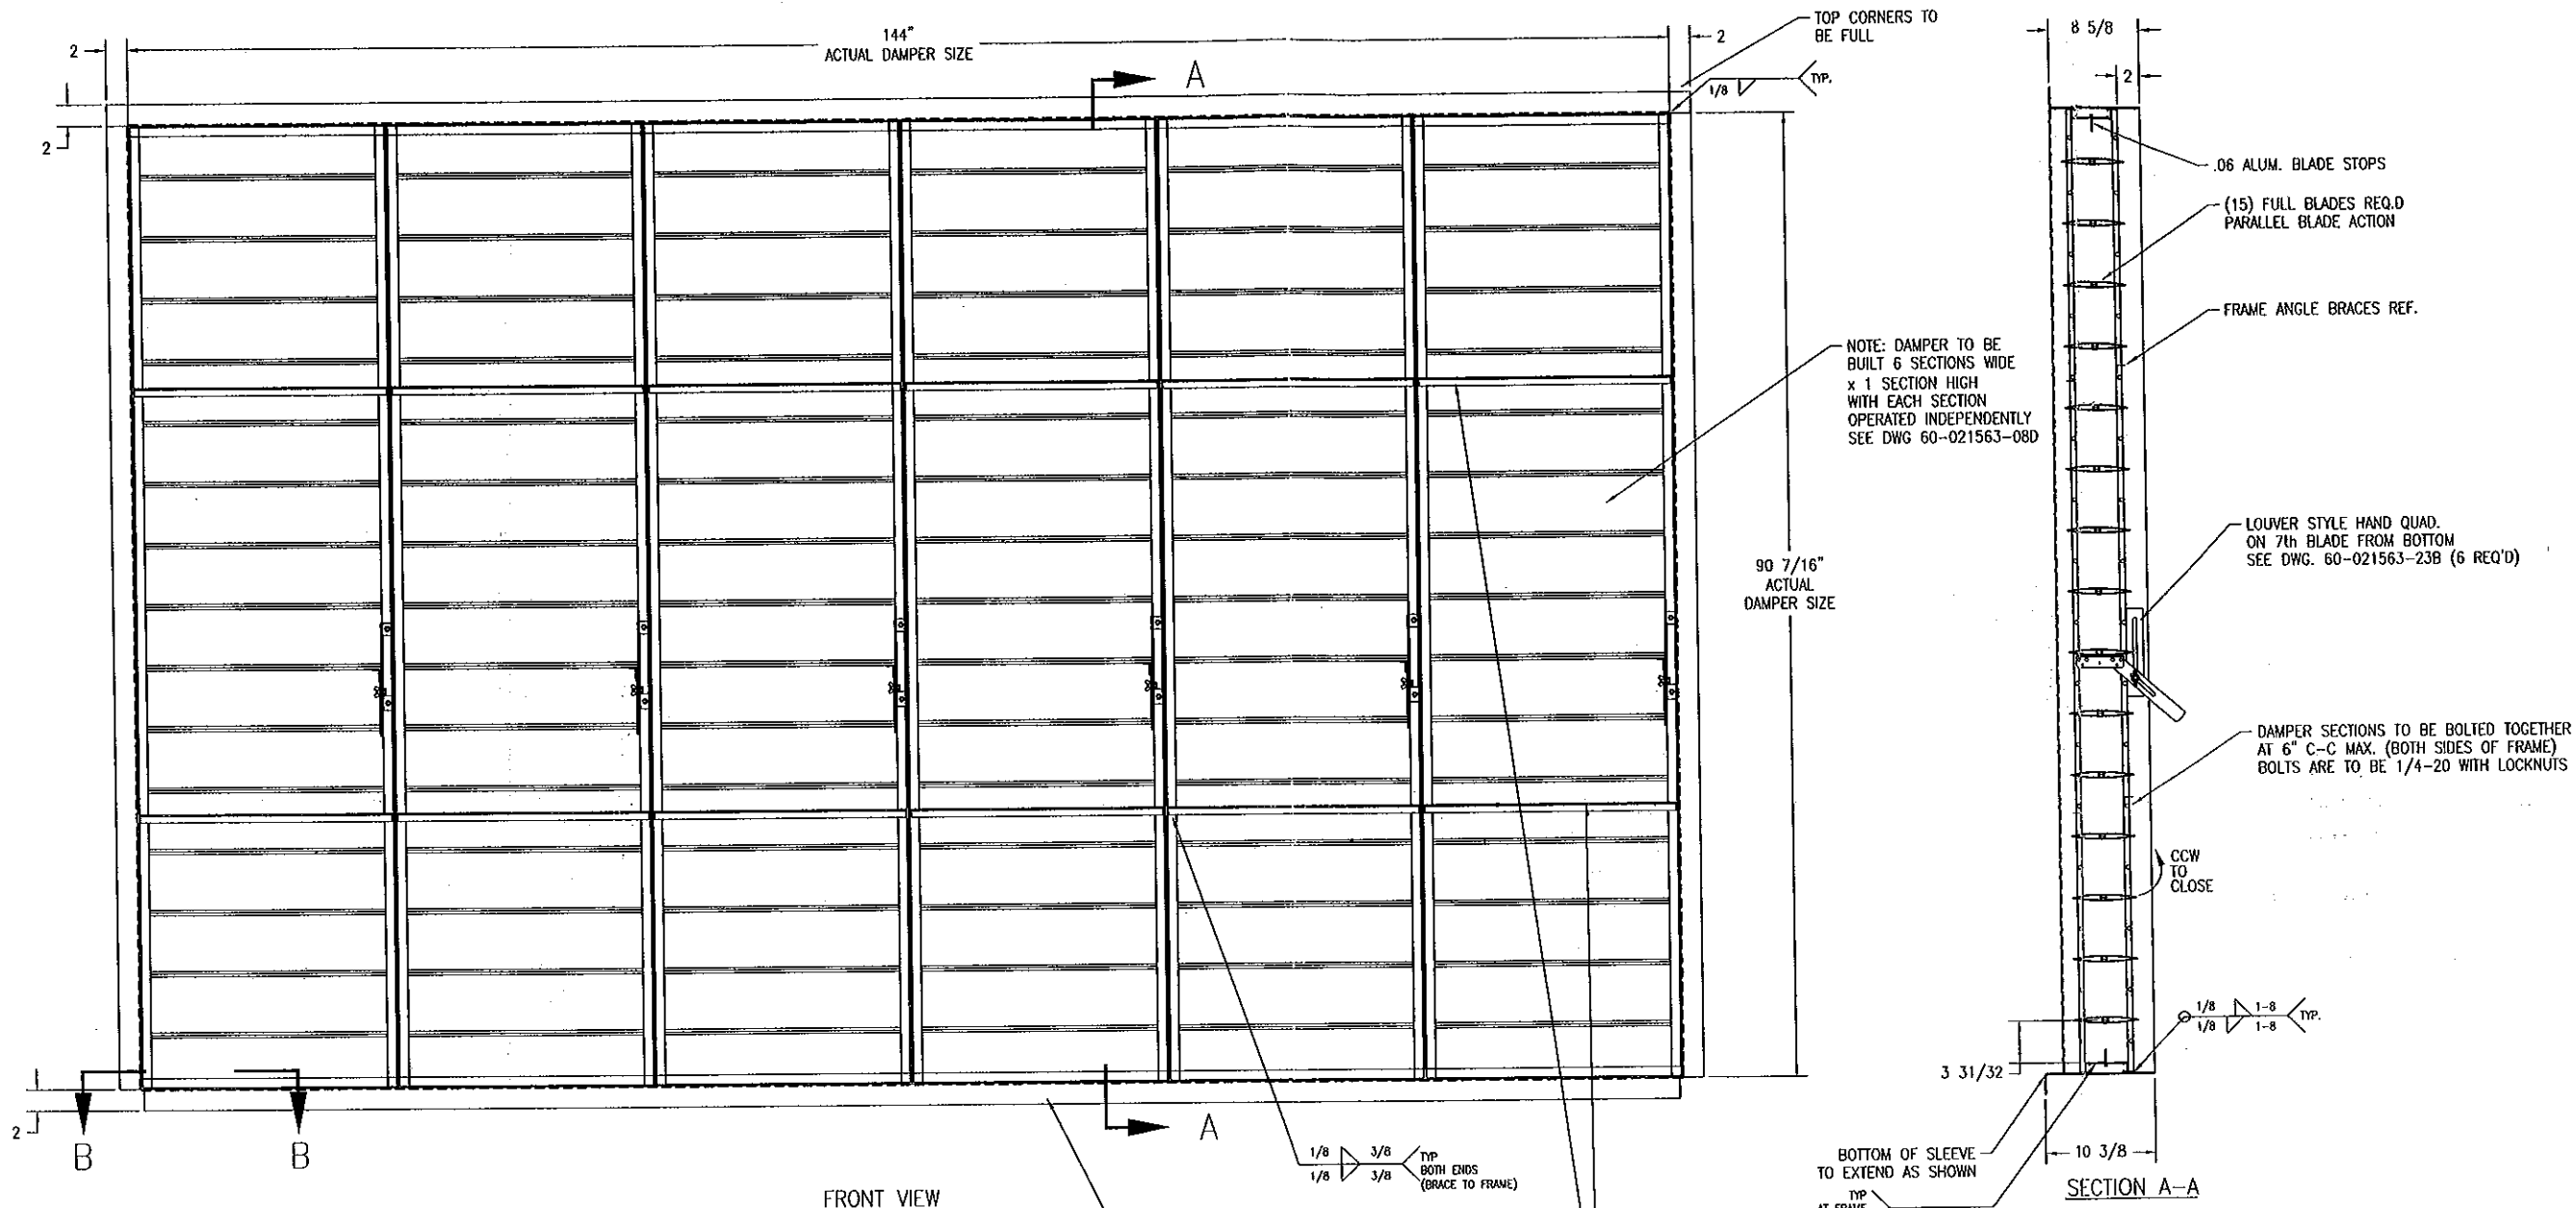 2
144"
ACTUAL DAMPER SIZE
2
TOP CORNERS TO
BE FULL
A
1/8
TYP.
2
8 5/8
2
.06 ALUM. BLADE STOPS
(15) FULL BLADES REQ.D
PARALLEL BLADE ACTION
FRAME ANGLE BRACES REF.
NOTE: DAMPER TO BE
BUILT 6 SECTIONS WIDE
x 1 SECTION HIGH
WITH EACH SECTION
OPERATED INDEPENDENTLY
SEE DWG 60-021563-08D
90 7/16"
ACTUAL
DAMPER SIZE
LOUVER STYLE HAND QUAD.
ON 7th BLADE FROM BOTTOM
SEE DWG. 60-021563-23B (6 REQ'D)
DAMPER SECTIONS TO BE BOLTED TOGETHER
AT 6" C-C MAX. (BOTH SIDES OF FRAME)
BOLTS ARE TO BE 1/4-20 WITH LOCKNUTS
CCW
TO
CLOSE
1/8 1-8
1/8 1-8
TYP.
3 31/32
2
B
B
A
1/8 3/8
1/8 3/8
TYP
BOTH ENDS
(BRACE TO FRAME)
BOTTOM OF SLEEVE
TO EXTEND AS SHOWN
10 3/8
SECTION A-A
FRONT VIEW
TYP
AT FRAME